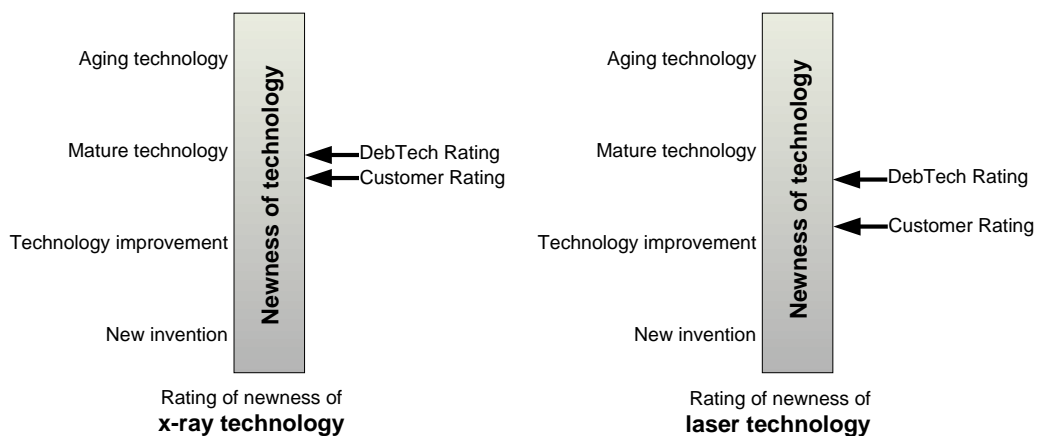 Aging technology
Mature technology
Technology improvement
New invention
Newness of technology
DebTech Rating
Customer Rating
Rating of newness of
x-ray technology
Aging technology
Mature technology
Technology improvement
New invention
Newness of technology
DebTech Rating
Customer Rating
Rating of newness of
laser technology